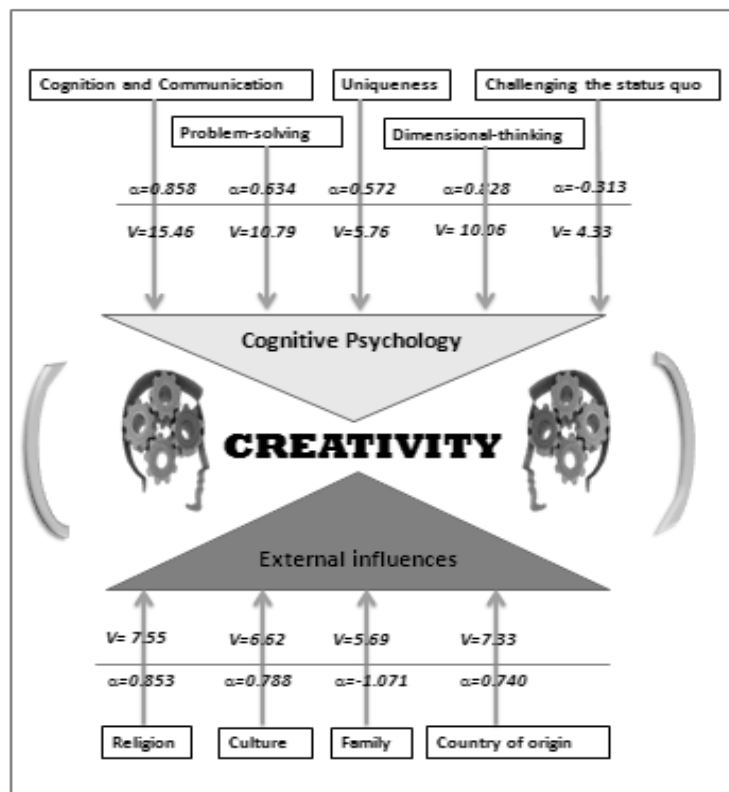 Cognition and Communication Uniqueness Challenging the status quo
Problem-solving Dimensional-thinking
α=0.858 α=0.634 α=0.572 α=0.828 α=-0.313
V=15.46 V=10.79 V=5.76 V= 10.06 V= 4.33
Cognitive Psychology
CREATIVITY
External influences
V= 7.55 V=6.62 V=5.69 V=7.33
α=0.853 α=0.788 α=-1.071 α=0.740
Religion Culture Family Country of origin